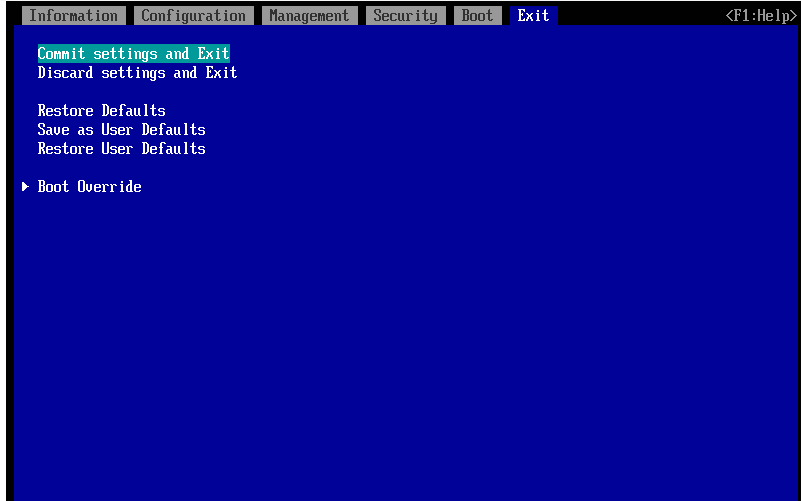 Information Configuration Management Security Boot Exit <F1:Help>
Commit settings and Exit
Discard settings and Exit
Restore Defaults
Save as User Defaults
Restore User Defaults
Boot Override